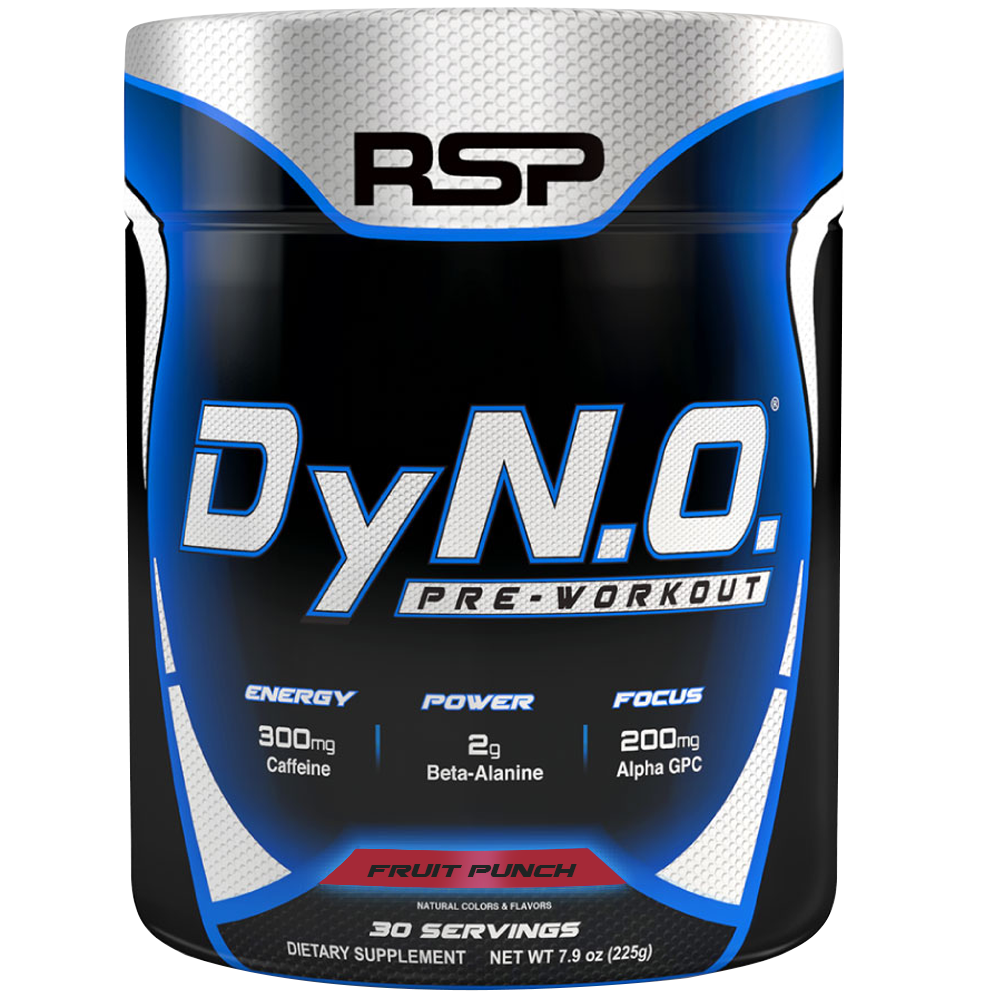 RSP
DyN.O.®
PRE-WORKOUT
ENERGY POWER FOCUS
300mg 2g 200mg
Caffeine Beta-Alanine Alpha GPC
FRUIT PUNCH
NATURAL COLORS & FLAVORS
30 SERVINGS
DIETARY SUPPLEMENT NET WT 7.9 oz (225g)